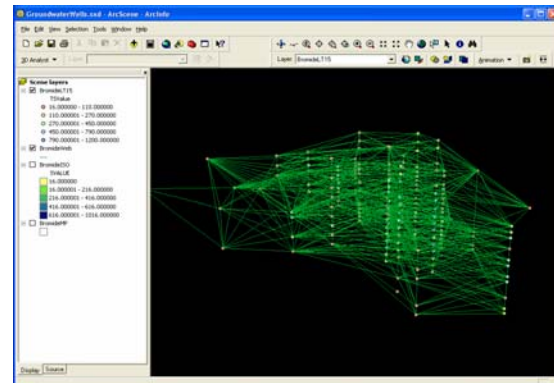 GroundwaterWells.sxd - ArcScene - ArcInfo
File Edit View Selection Tools Window Help
3D Analyst Layer: Layer: BromideLT15 Animation
Scene layers
BromideLT15
TSValue
16.000000 - 110.000000
110.000001 - 270.000000
270.000001 - 450.000000
450.000001 - 790.000000
790.000001 - 1200.000000
BromideWeb
BromideISO
TSVALUE
16.000000
16.000001 - 216.000000
216.000001 - 416.000000
416.000001 - 616.000000
616.000001 - 1016.000000
BromideMP
Display Source